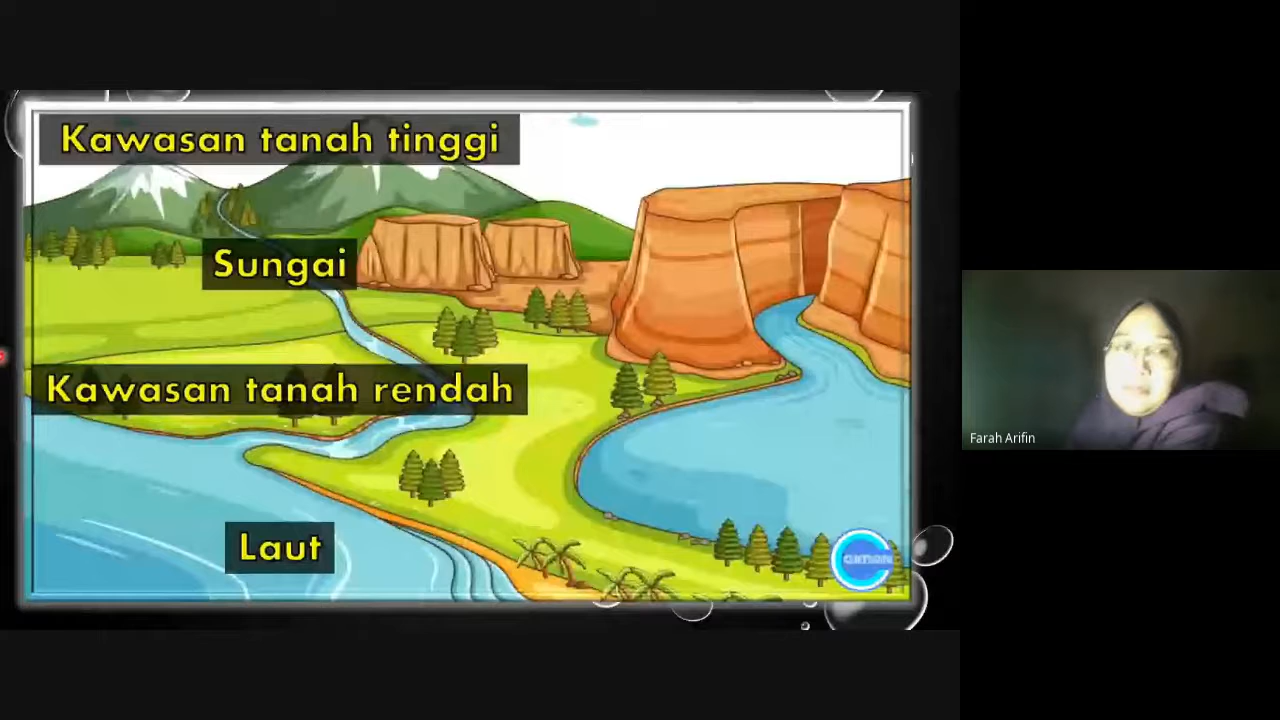 Kawasan tanah tinggi
Sungai
Kawasan tanah rendah
Laut
Farah Arifin